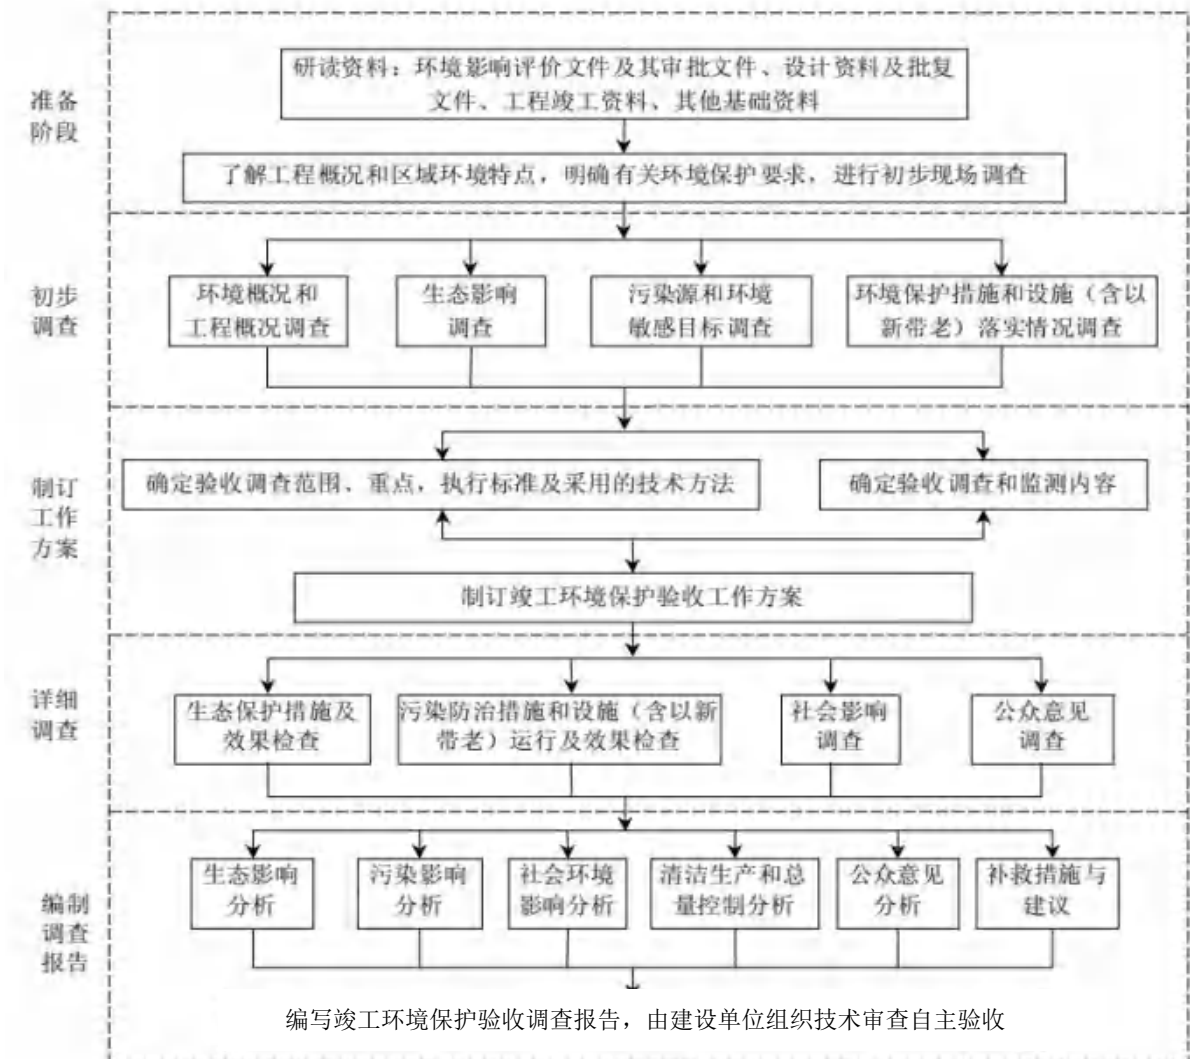 准备
阶段
研读资料：环境影响评价文件及其审批文件、设计资料及批复
文件、工程竣工资料、其他基础资料
了解工程概况和区域环境特点，明确有关环境保护要求，进行初步现场调查
初步
调查
环境概况和
工程概况调查
生态影响
调查
污染源和环境
敏感目标调查
环境保护措施和设施（含以
新带老）落实情况调查
制订
工作
方案
确定验收调查范围、重点，执行标准及采用的技术方法
确定验收调查和监测内容
制订竣工环境保护验收工作方案
详细
调查
生态保护措施及
效果检查
污染防治措施和设施（含以新
带老）运行及效果检查
社会影响
调查
公众意见
调查
编制
调查
报告
生态影响
分析
污染影响
分析
社会环境
影响分析
清洁生产和总
量控制分析
公众意见
分析
补救措施与
建议
编写竣工环境保护验收调查报告，由建设单位组织技术审查自主验收